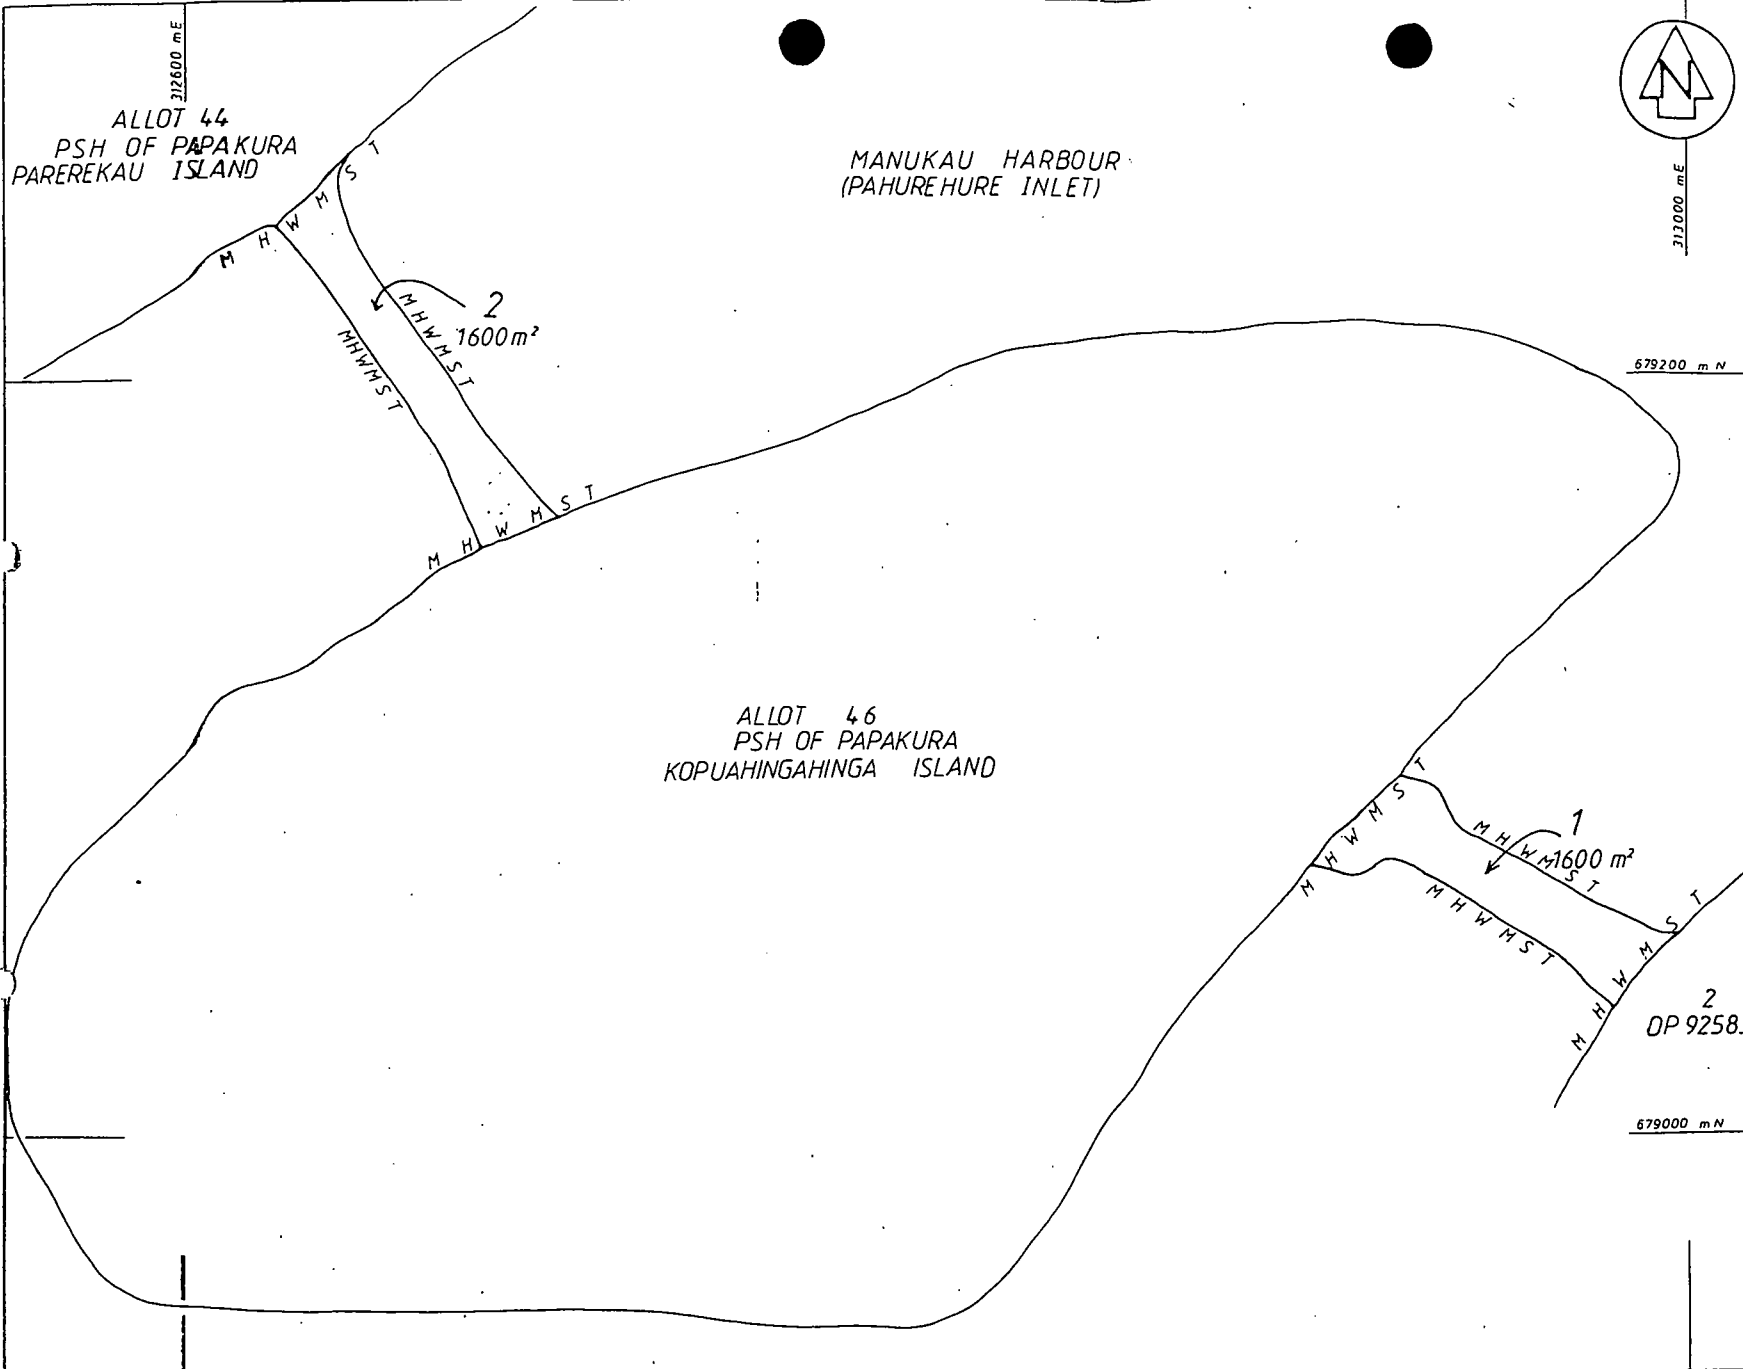 312600 mE
N
ALLOT 44
PSH OF PAPAKURA
PAREREKAU ISLAND
MANUKAU HARBOUR
(PAHUREHURE INLET)
313000 mE
M H W M S T
2
1600 m²
MHWMST
MHWMST
679200 m N
M H W M S T
ALLOT 46
PSH OF PAPAKURA
KOPUAHINGAHINGA ISLAND
M H W M S T
1
1600 m²
M H W M S T
M H W M S T
M H W M S T
2
DP 9258
679000 m N